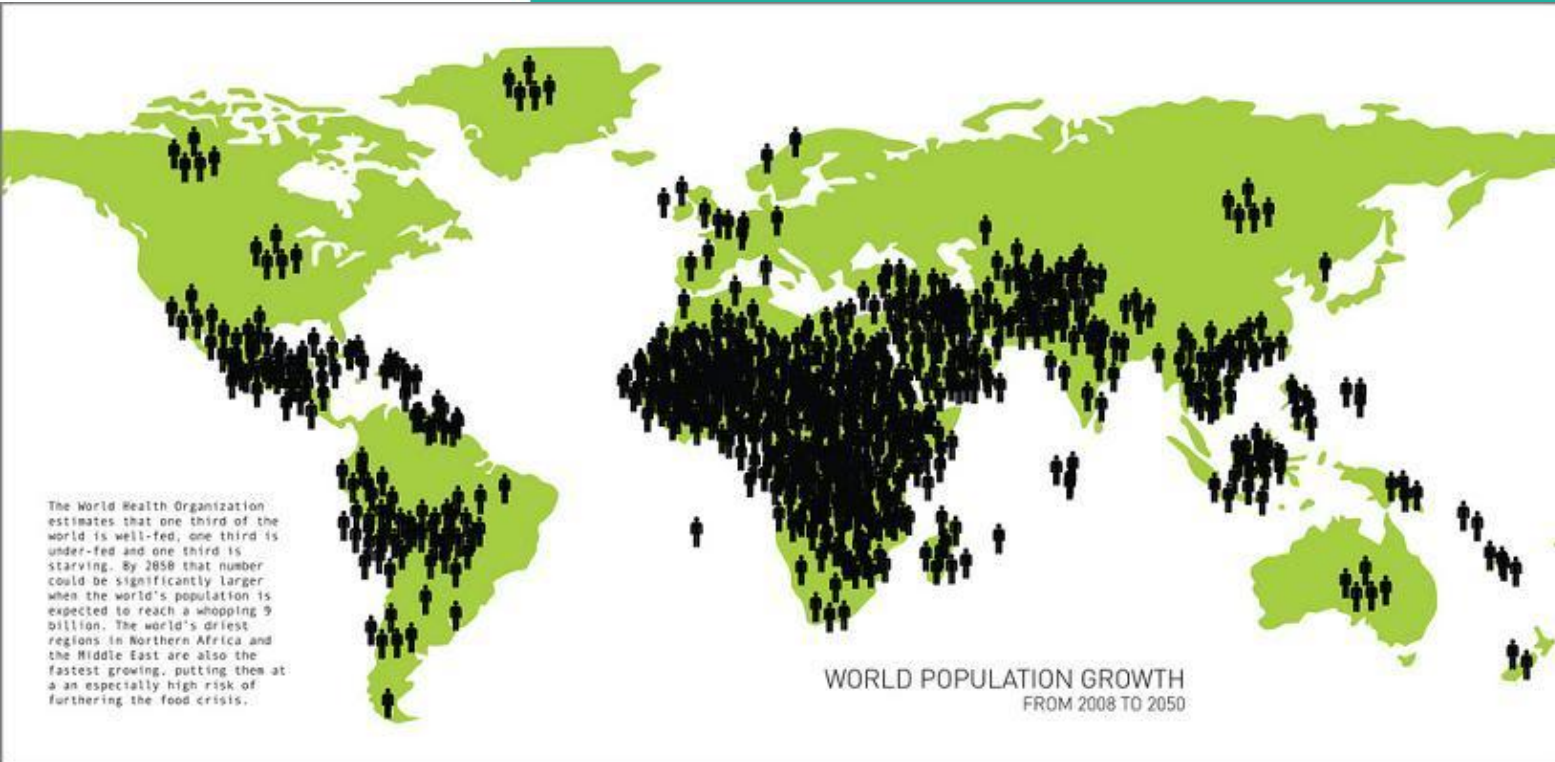 The World Health Organization
estimates that one third of the
world is well-fed, one third is
under-fed and one third is
starving. By 2050 that number
could be significantly larger
when the world's population is
expected to reach a whopping 9
billion. The world's driest
regions in Northern Africa and
the Middle East are also the
fastest growing, putting them at
a an especially high risk of
furthering the food crisis.
WORLD POPULATION GROWTH
FROM 2008 TO 2050